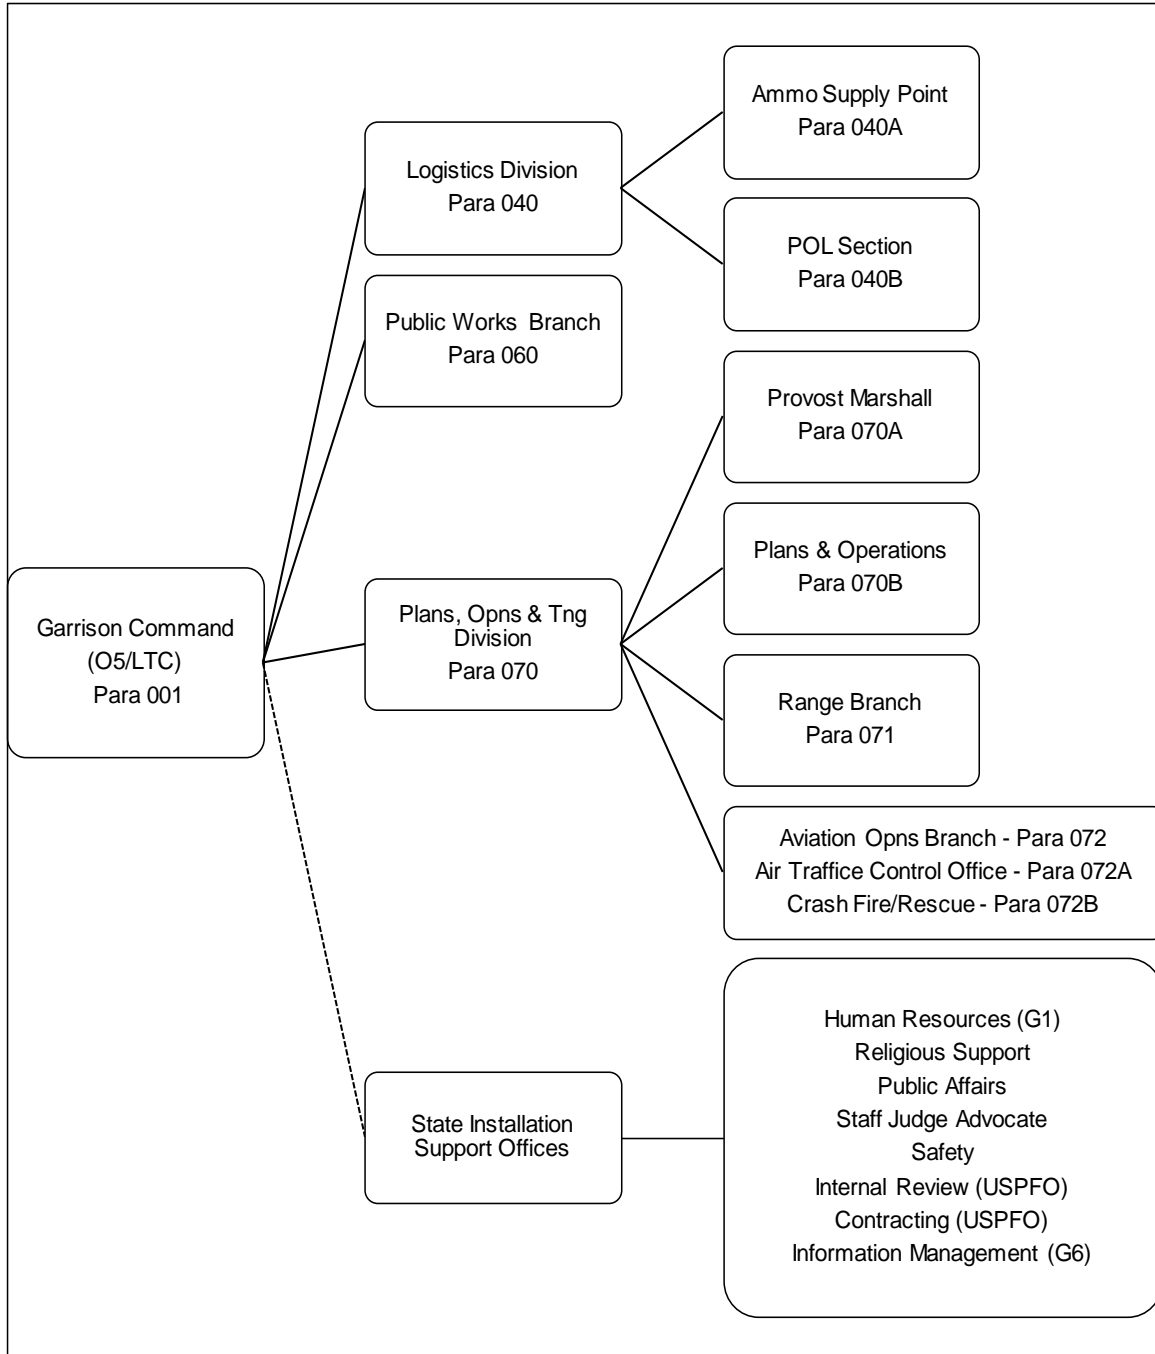 Garrison Command
(O5/LTC)
Para 001
Logistics Division
Para 040
Public Works Branch
Para 060
Plans, Opns & Tng
Division
Para 070
State Installation
Support Offices
Ammo Supply Point
Para 040A
POL Section
Para 040B
Provost Marshall
Para 070A
Plans & Operations
Para 070B
Range Branch
Para 071
Aviation Opns Branch - Para 072
Air Traffice Control Office - Para 072A
Crash Fire/Rescue - Para 072B
Human Resources (G1)
Religious Support
Public Affairs
Staff Judge Advocate
Safety
Internal Review (USPFO)
Contracting (USPFO)
Information Management (G6)